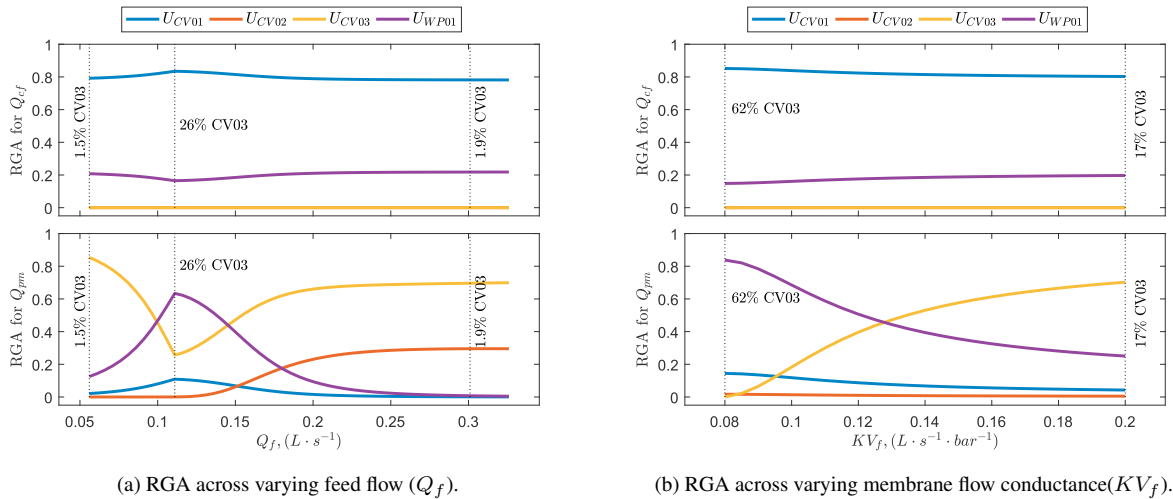 U_CV01 U_CV02 U_CV03 U_WP01
1
0.8
0.6
0.4
0.2
0
RGA for Q_cf
1.5% CV03
26% CV03
1.9% CV03
1
0.8
0.6
0.4
0.2
0
RGA for Q_pm
1.5% CV03
26% CV03
1.9% CV03
0.05 0.1 0.15 0.2 0.25 0.3
Q_f, (L · s⁻¹)
(a) RGA across varying feed flow (Q_f).
U_CV01 U_CV02 U_CV03 U_WP01
1
0.8
0.6
0.4
0.2
0
RGA for Q_cf
62% CV03
17% CV03
1
0.8
0.6
0.4
0.2
0
RGA for Q_pm
62% CV03
17% CV03
0.08 0.1 0.12 0.14 0.16 0.18 0.2
KV_f, (L · s⁻¹ · bar⁻¹)
(b) RGA across varying membrane flow conductance(KV_f).